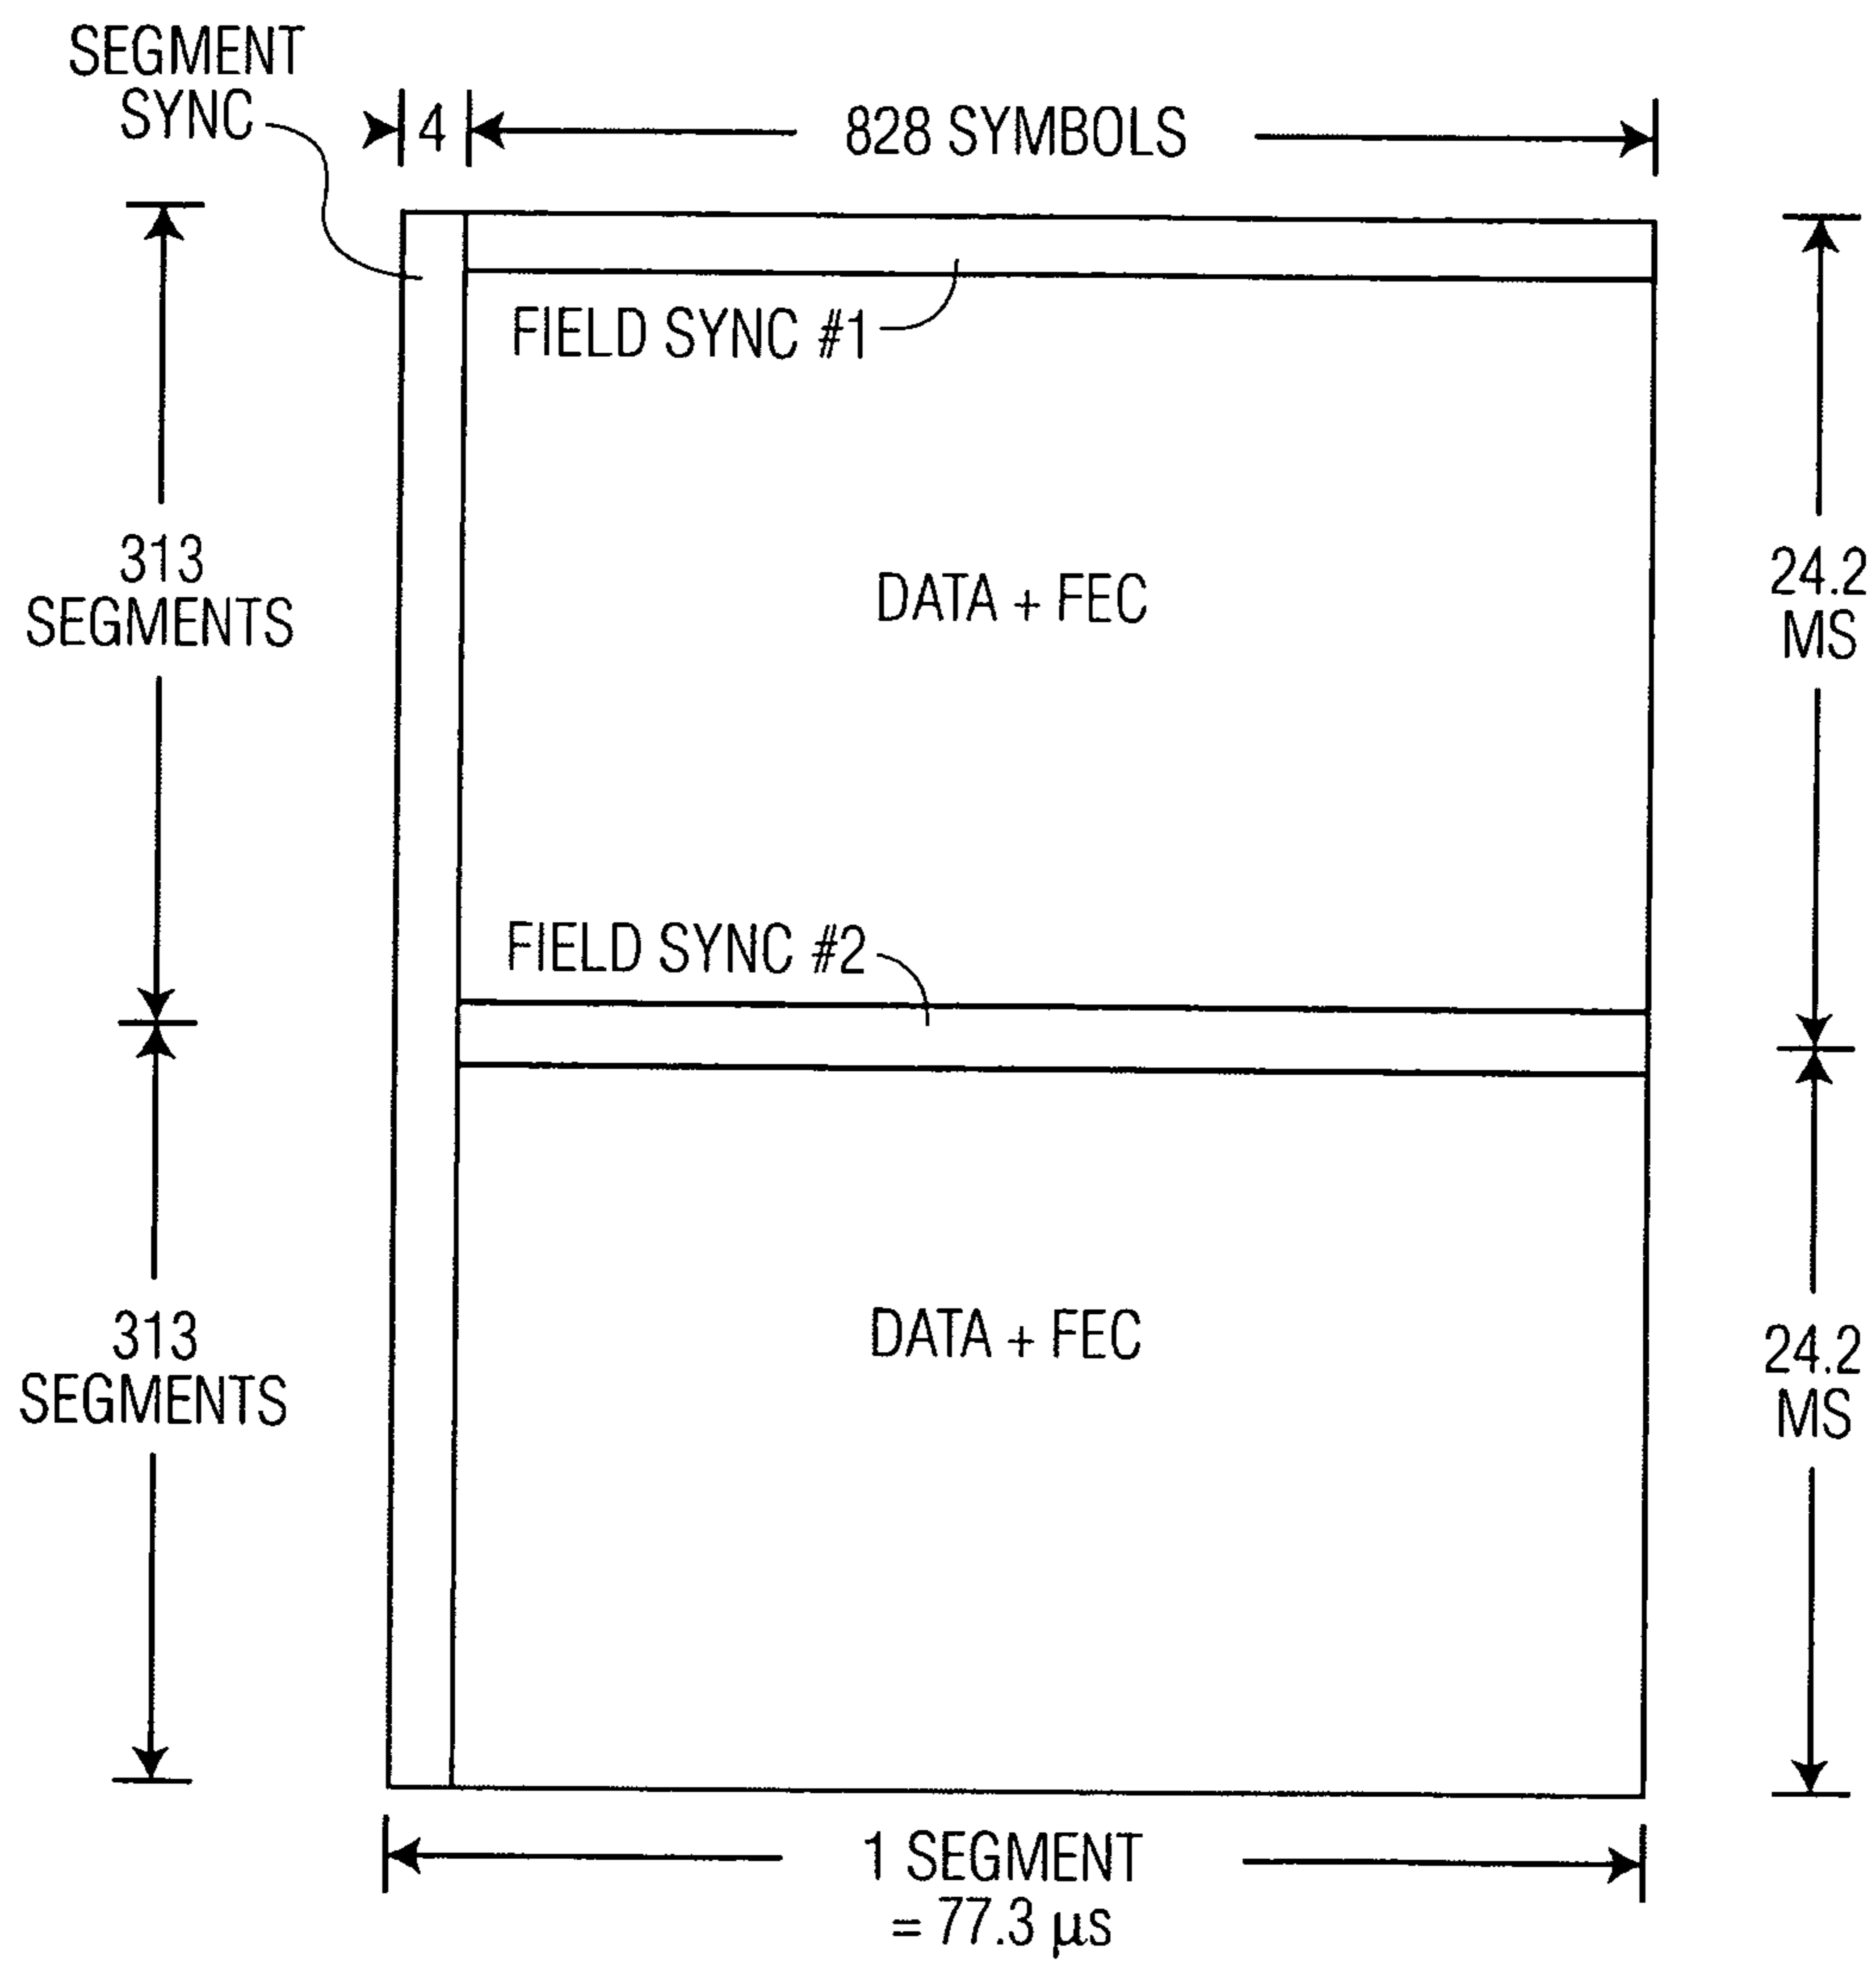 SEGMENT
SYNC
4
828 SYMBOLS
FIELD SYNC #1
313
SEGMENTS
DATA + FEC
24.2
MS
FIELD SYNC #2
313
SEGMENTS
DATA + FEC
24.2
MS
1 SEGMENT
= 77.3 µs